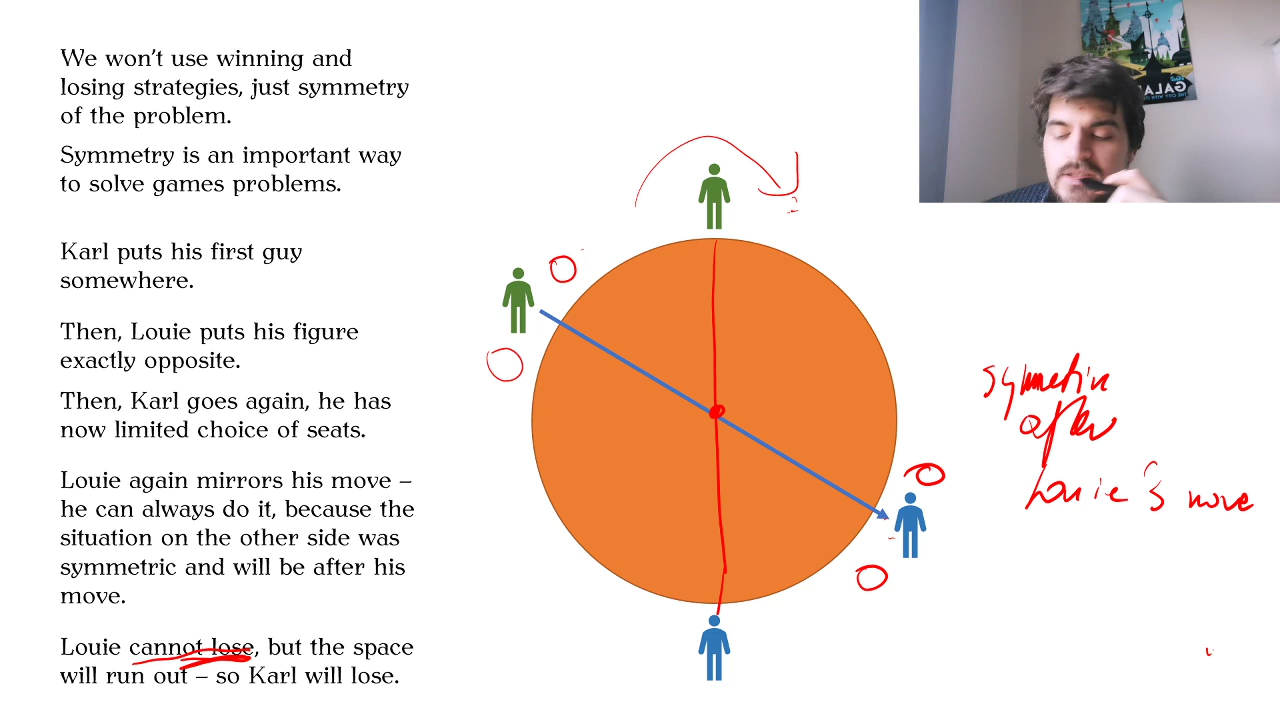 We won't use winning and
losing strategies, just symmetry
of the problem.
Symmetry is an important way
to solve games problems.
Karl puts his first guy
somewhere.
Then, Louie puts his figure
exactly opposite.
Then, Karl goes again, he has
now limited choice of seats.
Louie again mirrors his move –
he can always do it, because the
situation on the other side was
symmetric and will be after his
move.
Louie cannot lose, but the space
will run out – so Karl will lose.
after
Louie's move